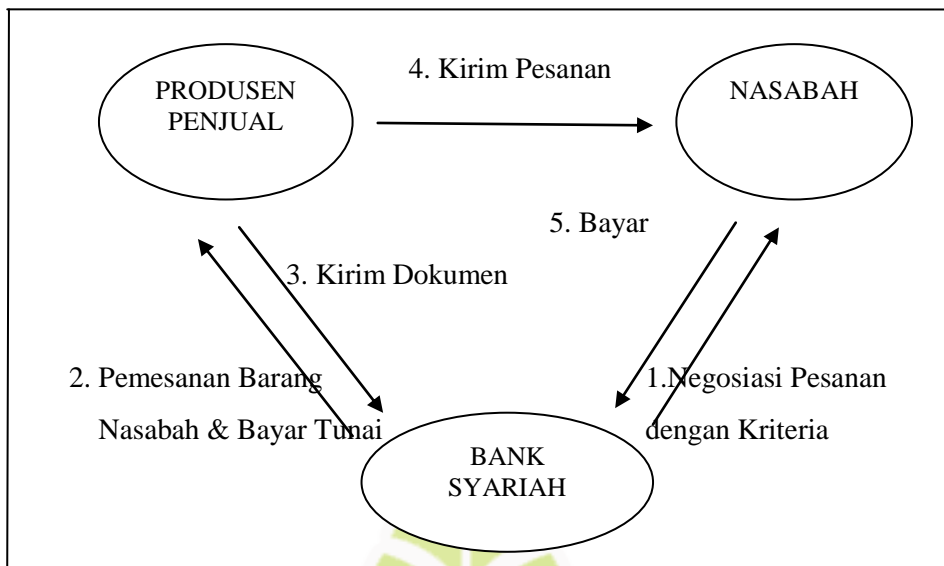 4. Kirim Pesanan
PRODUSEN
PENJUAL
NASABAH
5. Bayar
3. Kirim Dokumen
2. Pemesanan Barang
Nasabah & Bayar Tunai
1.Negosiasi Pesanan
dengan Kriteria
BANK
SYARIAH